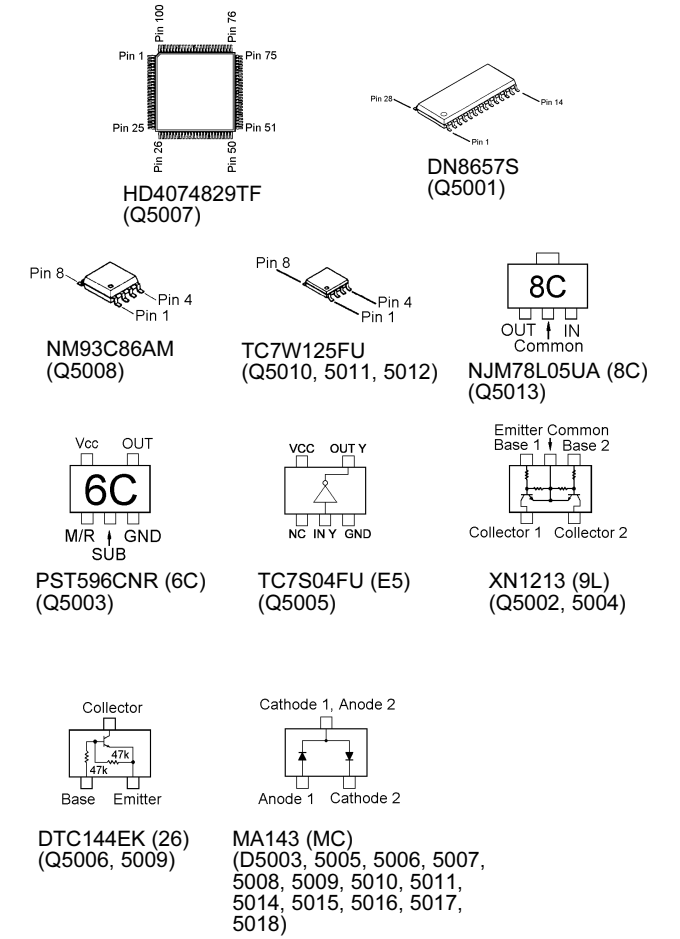 Pin 100
Pin 76
Pin 1
Pin 75
Pin 25
Pin 51
Pin 26
Pin 50
HD4074829TF
(Q5007)
Pin 28
Pin 14
Pin 1
DN8657S
(Q5001)
Pin 8
Pin 4
Pin 1
NM93C86AM
(Q5008)
Pin 8
Pin 4
Pin 1
TC7W125FU
(Q5010, 5011, 5012)
8C
OUT IN
Common
NJM78L05UA (8C)
(Q5013)
Vcc OUT
6C
M/R GND
SUB
PST596CNR (6C)
(Q5003)
VCC OUT Y
NC IN Y GND
TC7S04FU (E5)
(Q5005)
Emitter Common
Base 1 Base 2
Collector 1 Collector 2
XN1213 (9L)
(Q5002, 5004)
Collector
47k
47k
Base Emitter
DTC144EK (26)
(Q5006, 5009)
Cathode 1, Anode 2
Anode 1 Cathode 2
MA143 (MC)
(D5003, 5005, 5006, 5007,
5008, 5009, 5010, 5011,
5014, 5015, 5016, 5017,
5018)